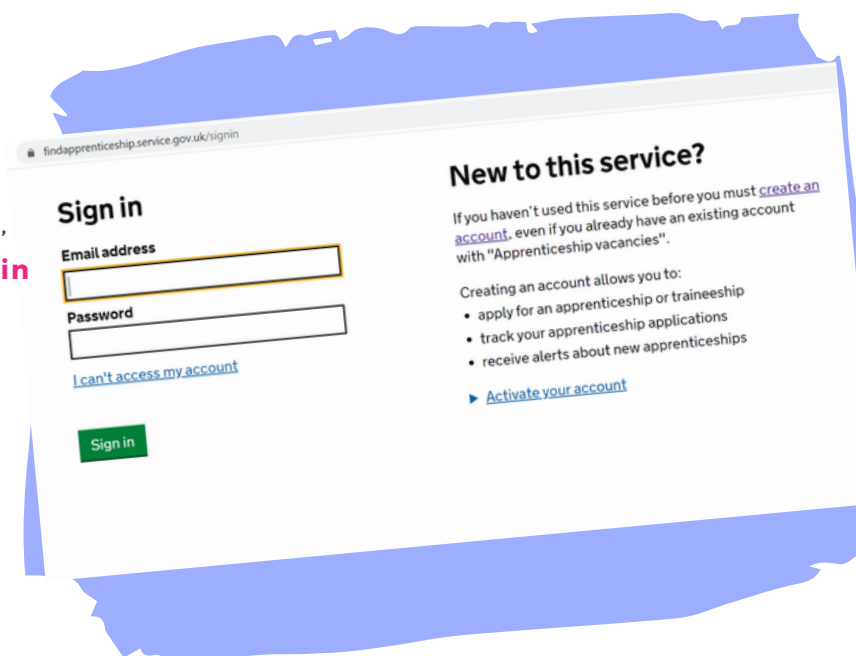 findapprenticeship.service.gov.uk/signin
Sign in
Email address
Password
I can't access my account
Sign in
New to this service?
If you haven't used this service before you must create an
account, even if you already have an existing account
with "Apprenticeship vacancies".
Creating an account allows you to:
• apply for an apprenticeship or traineeship
• track your apprenticeship applications
• receive alerts about new apprenticeships
▶ Activate your account
,
in